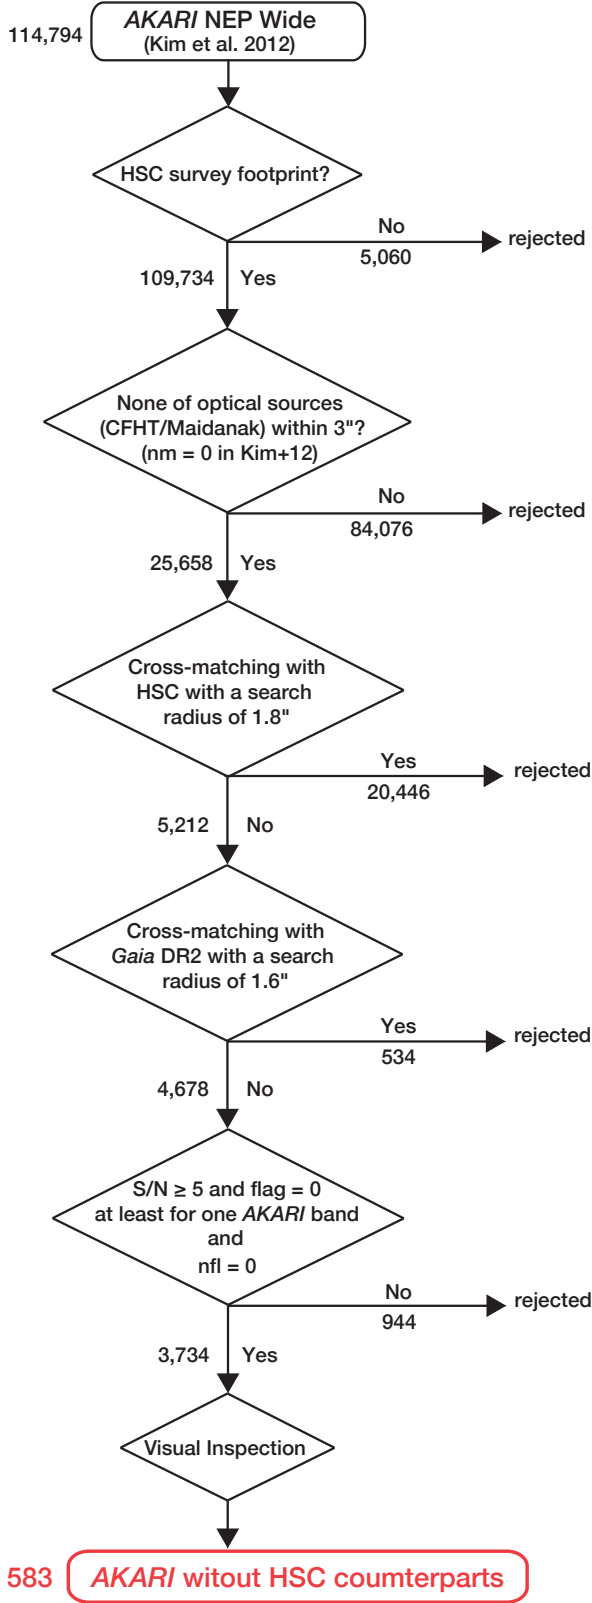 114,794
AKARI NEP Wide
(Kim et al. 2012)
HSC survey footprint?
No
rejected
5,060
109,734 Yes
None of optical sources
(CFHT/Maidanak) within 3"?
(nm = 0 in Kim+12)
No
rejected
84,076
25,658 Yes
Cross-matching with
HSC with a search
radius of 1.8"
Yes
rejected
20,446
5,212 No
Cross-matching with
Gaia DR2 with a search
radius of 1.6"
Yes
rejected
534
4,678 No
S/N ≥ 5 and flag = 0
at least for one AKARI band
and
nfl = 0
No
rejected
944
3,734 Yes
Visual Inspection
583 AKARI witout HSC counterparts